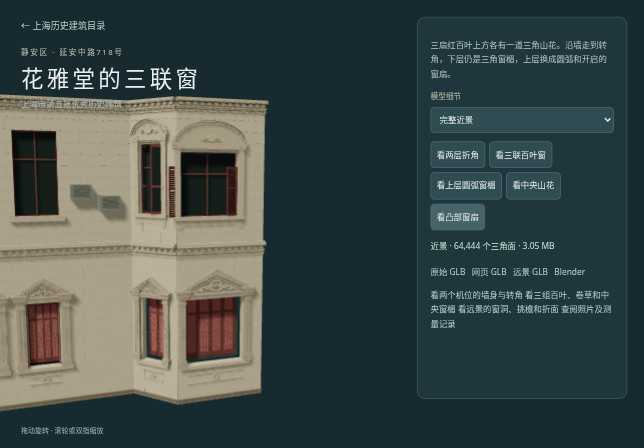 ← 上海历史建筑目录
静安区 · 延安中路718号
花雅堂的三联窗
三扇红百叶上方各有一道三角山花。沿墙走到转
角，下层仍是三角窗楣，上层换成圆弧和开启的
窗扇。
模型细节
完整近景
看两层折角
看三联百叶窗
看上层圆弧窗楣
看中央山花
看凸部窗扇
近景 · 64,444 个三角面 · 3.05 MB
原始 GLB 网页 GLB 远景 GLB Blender
看两个机位的墙身与转角 看三组百叶、卷草和中
央窗楣 看远景的窗洞、挑檐和折面 查阅照片及测
量记录
拖动旋转 · 滚轮或双指缩放